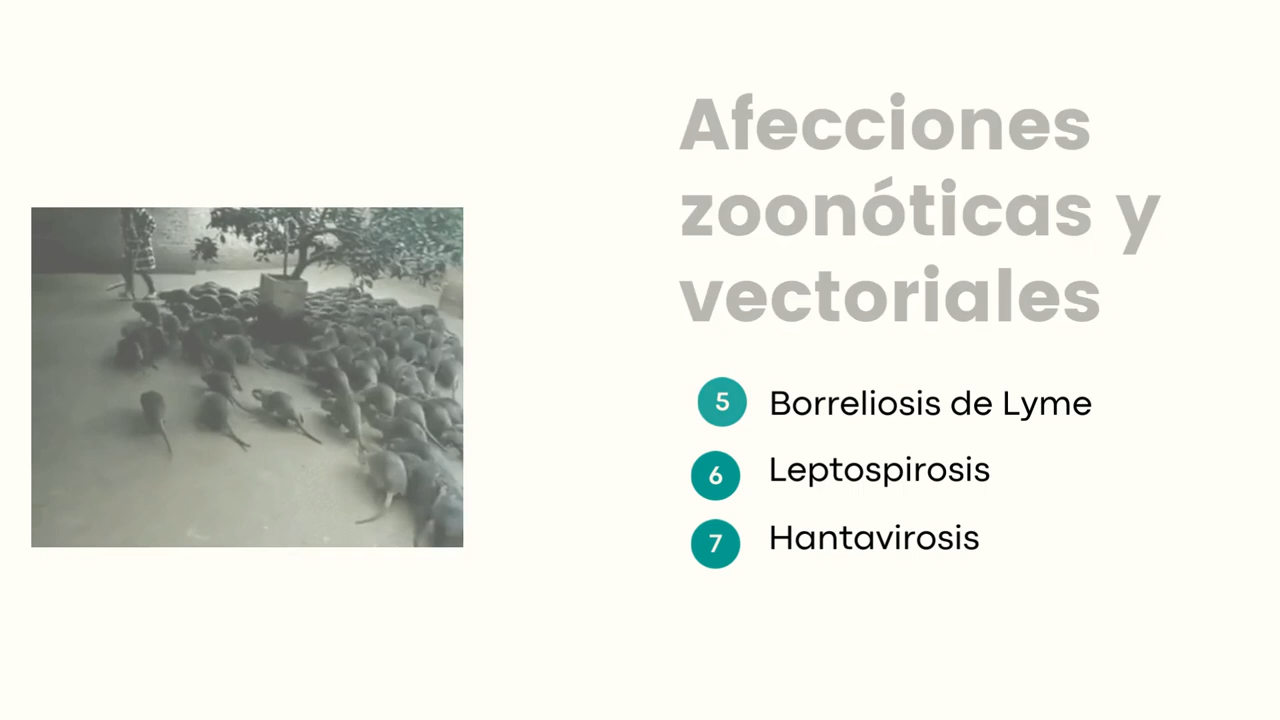 Afecciones
zoonóticas y
vectoriales
5 Borreliosis de Lyme
6 Leptospirosis
7 Hantavirosis